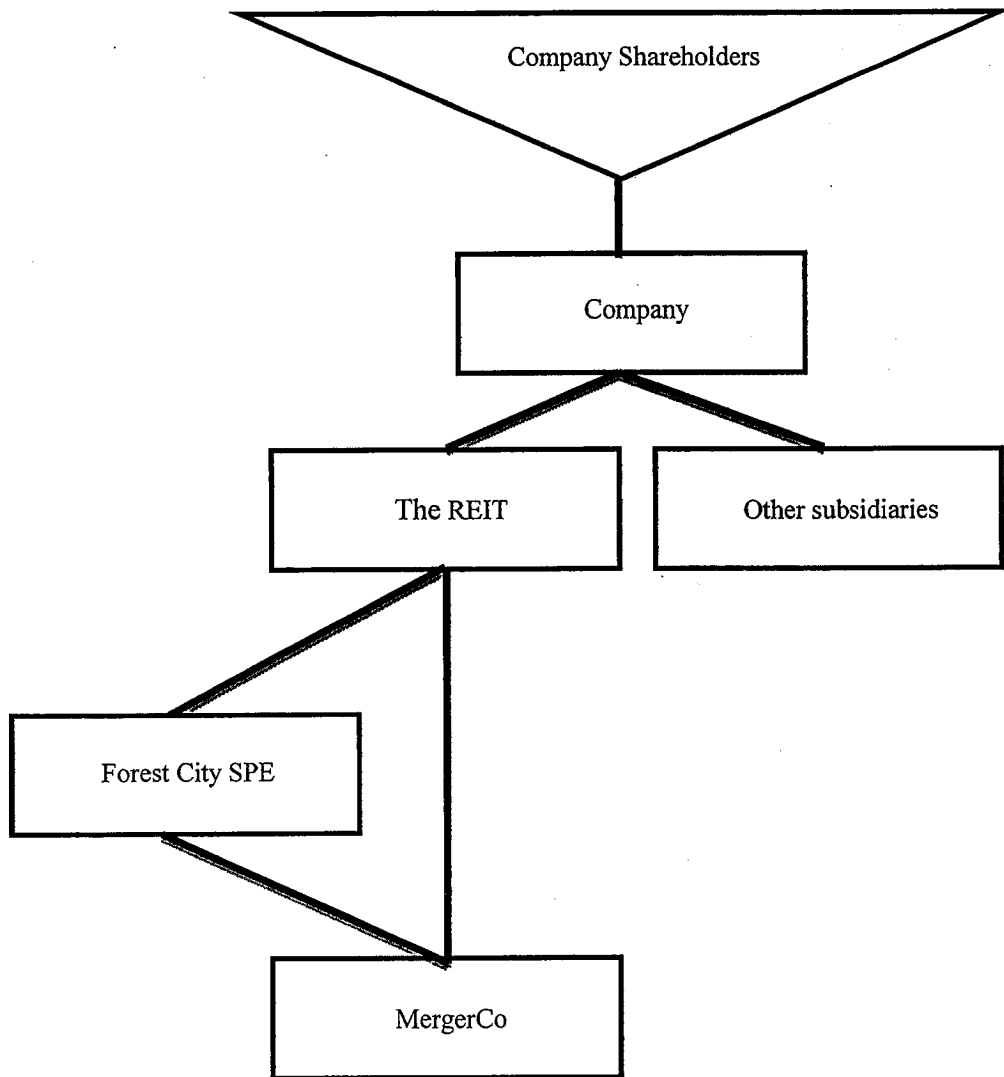 Company Shareholders
Company
The REIT
Other subsidiaries
Forest City SPE
MergerCo